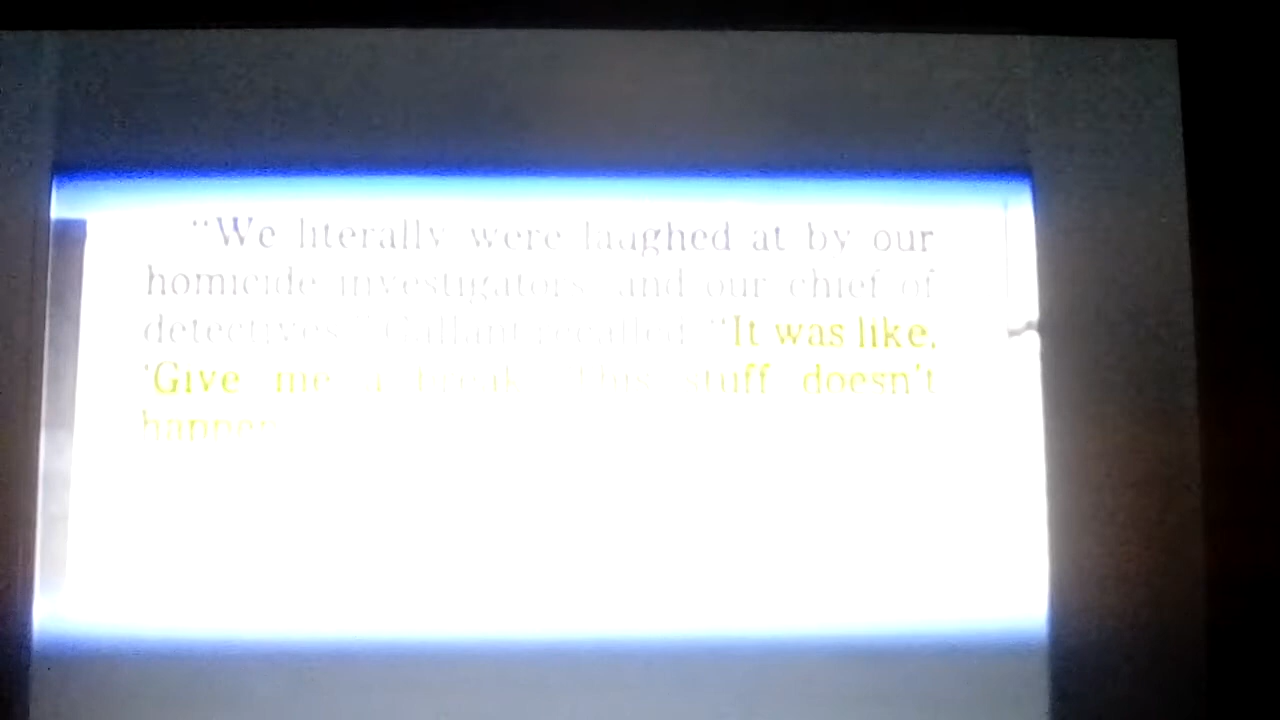 “We literally were laughed at by our
homicide investigators and our chief of
detectives,” Gallant recalled. “It was like,
‘Give me a break. This stuff doesn't
happen